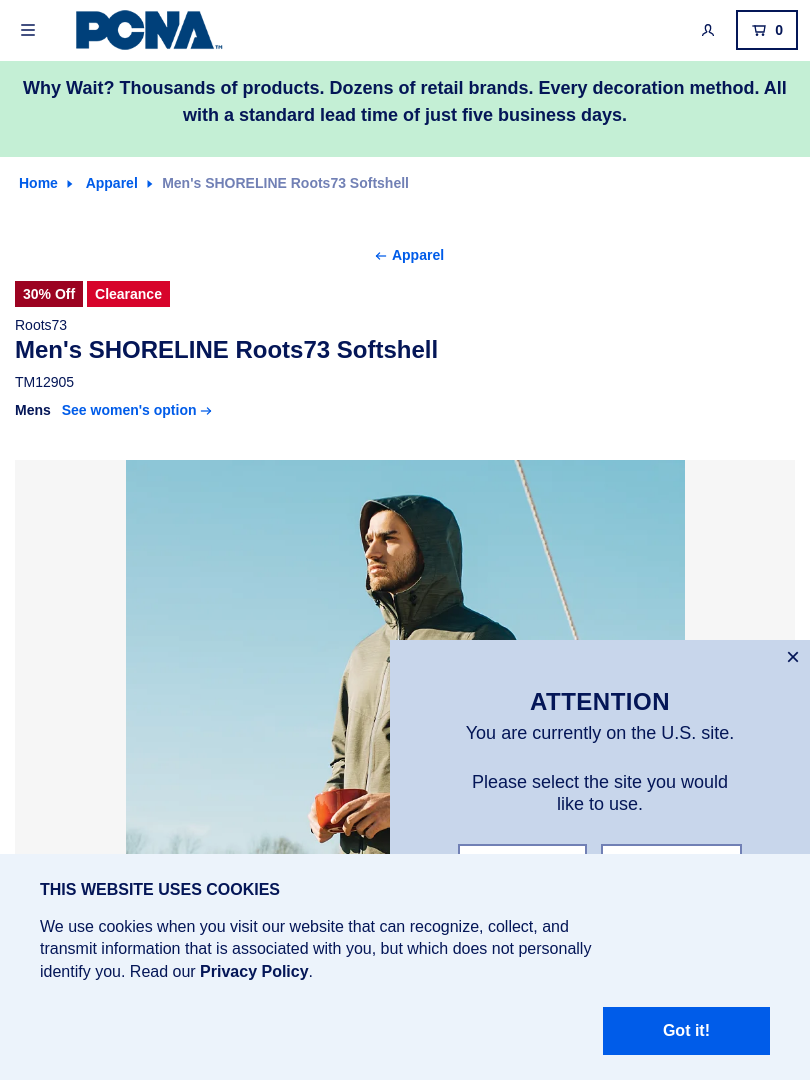 PCNA™
0
Why Wait? Thousands of products. Dozens of retail brands. Every decoration method. All
with a standard lead time of just five business days.
Home Apparel Men's SHORELINE Roots73 Softshell
Apparel
30% Off Clearance
Roots73
Men's SHORELINE Roots73 Softshell
TM12905
Mens See women's option
ATTENTION
You are currently on the U.S. site.
Please select the site you would
like to use.
THIS WEBSITE USES COOKIES
We use cookies when you visit our website that can recognize, collect, and
transmit information that is associated with you, but which does not personally
identify you. Read our Privacy Policy.
Got it!